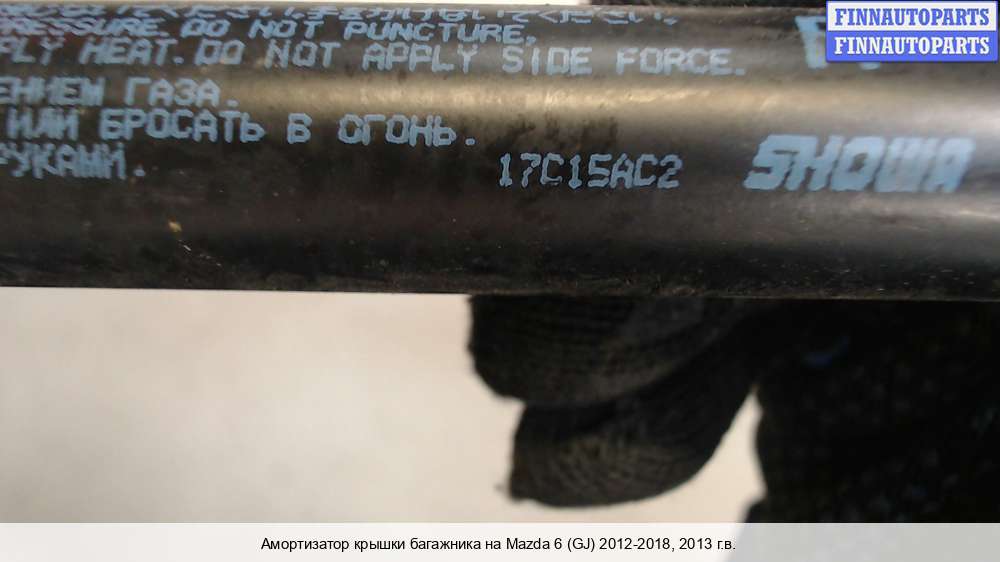 FINNAUTOPARTS
FINNAUTOPARTS
PRESSURE. DO NOT PUNCTURE,
PLY HEAT. DO NOT APPLY SIDE FORCE.
ЕНИЕМ ГАЗА.
ИЛИ БРОСАТЬ В ОГОНЬ.
РУКАМИ.
17C15AC2
SHOWA
Амортизатор крышки багажника на Mazda 6 (GJ) 2012-2018, 2013 г.в.